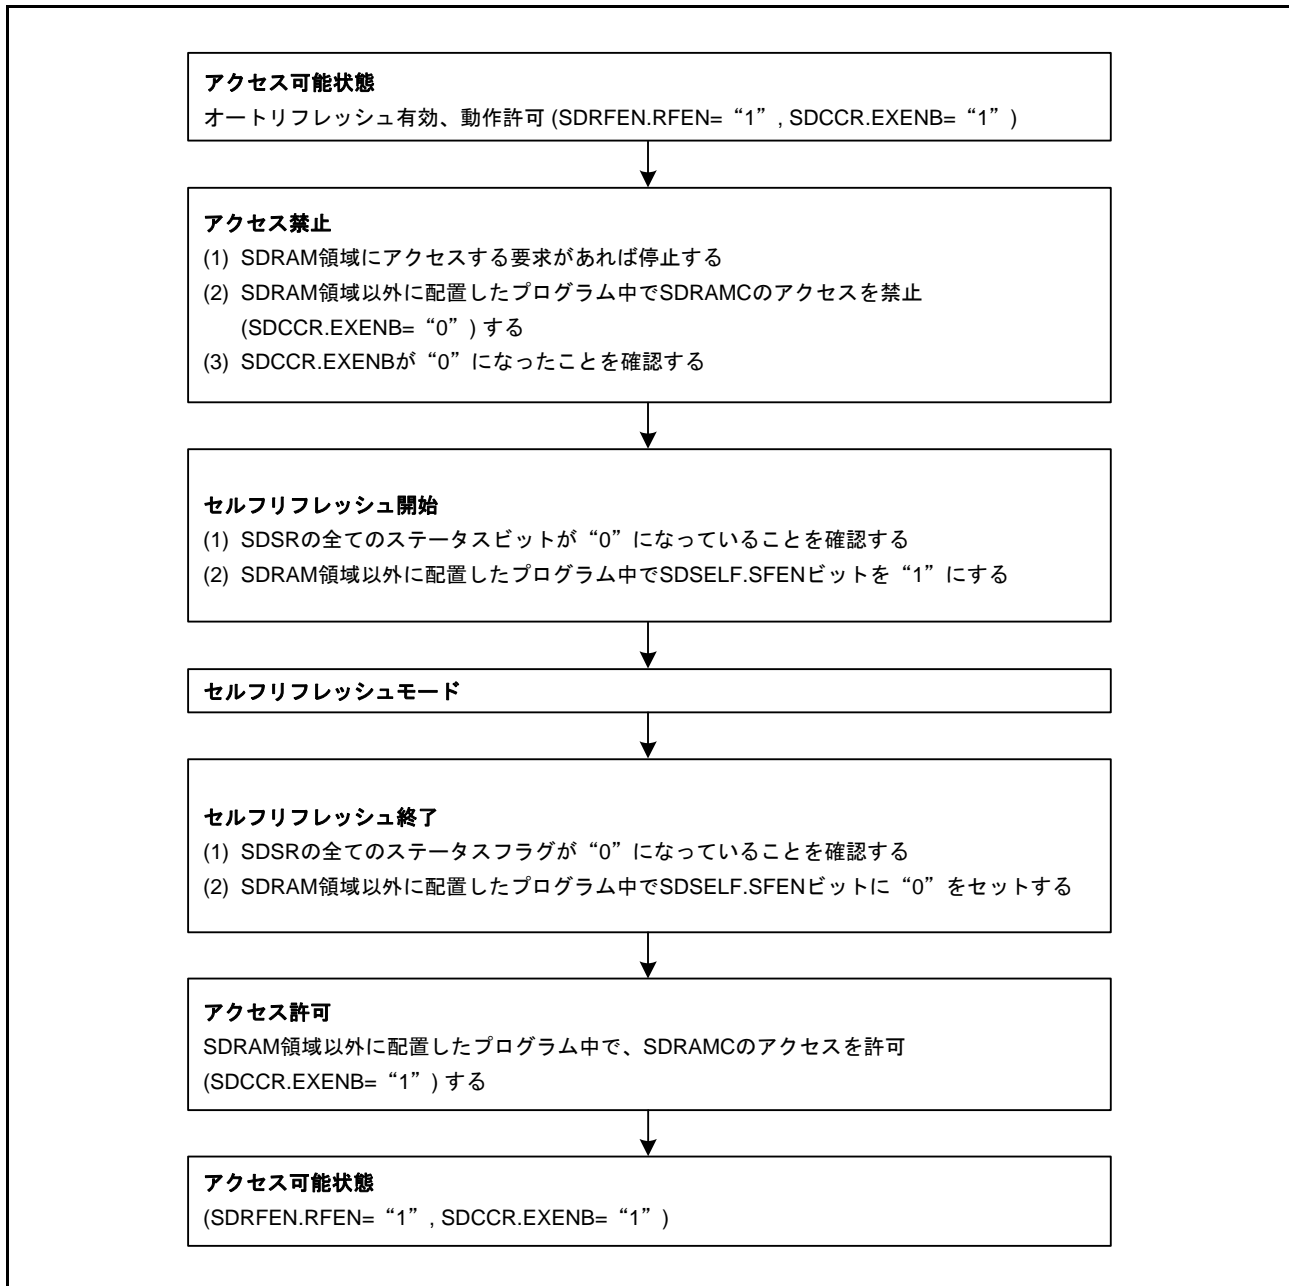 アクセス可能状態
オートリフレッシュ有効、動作許可 (SDRFEN.RFEN= “1” , SDCCR.EXENB= “1” )
アクセス禁止
(1) SDRAM領域にアクセスする要求があれば停止する
(2) SDRAM領域以外に配置したプログラム中でSDRAMCのアクセスを禁止
(SDCCR.EXENB= “0” ) する
(3) SDCCR.EXENBが“0”になったことを確認する
セルフリフレッシュ開始
(1) SDSRの全てのステータスビットが“0”になっていることを確認する
(2) SDRAM領域以外に配置したプログラム中でSDSELF.SFENビットを“1”にする
セルフリフレッシュモード
セルフリフレッシュ終了
(1) SDSRの全てのステータスフラグが“0”になっていることを確認する
(2) SDRAM領域以外に配置したプログラム中でSDSELF.SFENビットに“0”をセットする
アクセス許可
SDRAM領域以外に配置したプログラム中で、SDRAMCのアクセスを許可
(SDCCR.EXENB= “1” ) する
アクセス可能状態
(SDRFEN.RFEN= “1” , SDCCR.EXENB= “1” )